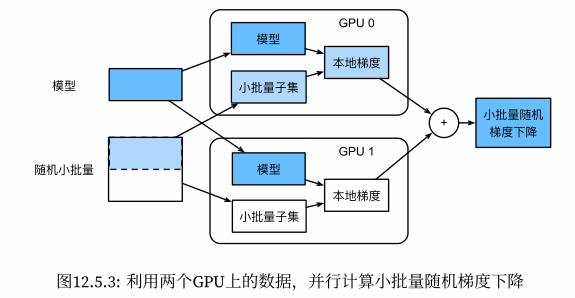 GPU 0
模型
本地梯度
小批量子集
模型
随机小批量
+
小批量随机
梯度下降
GPU 1
模型
本地梯度
小批量子集
图12.5.3: 利用两个GPU上的数据，并行计算小批量随机梯度下降